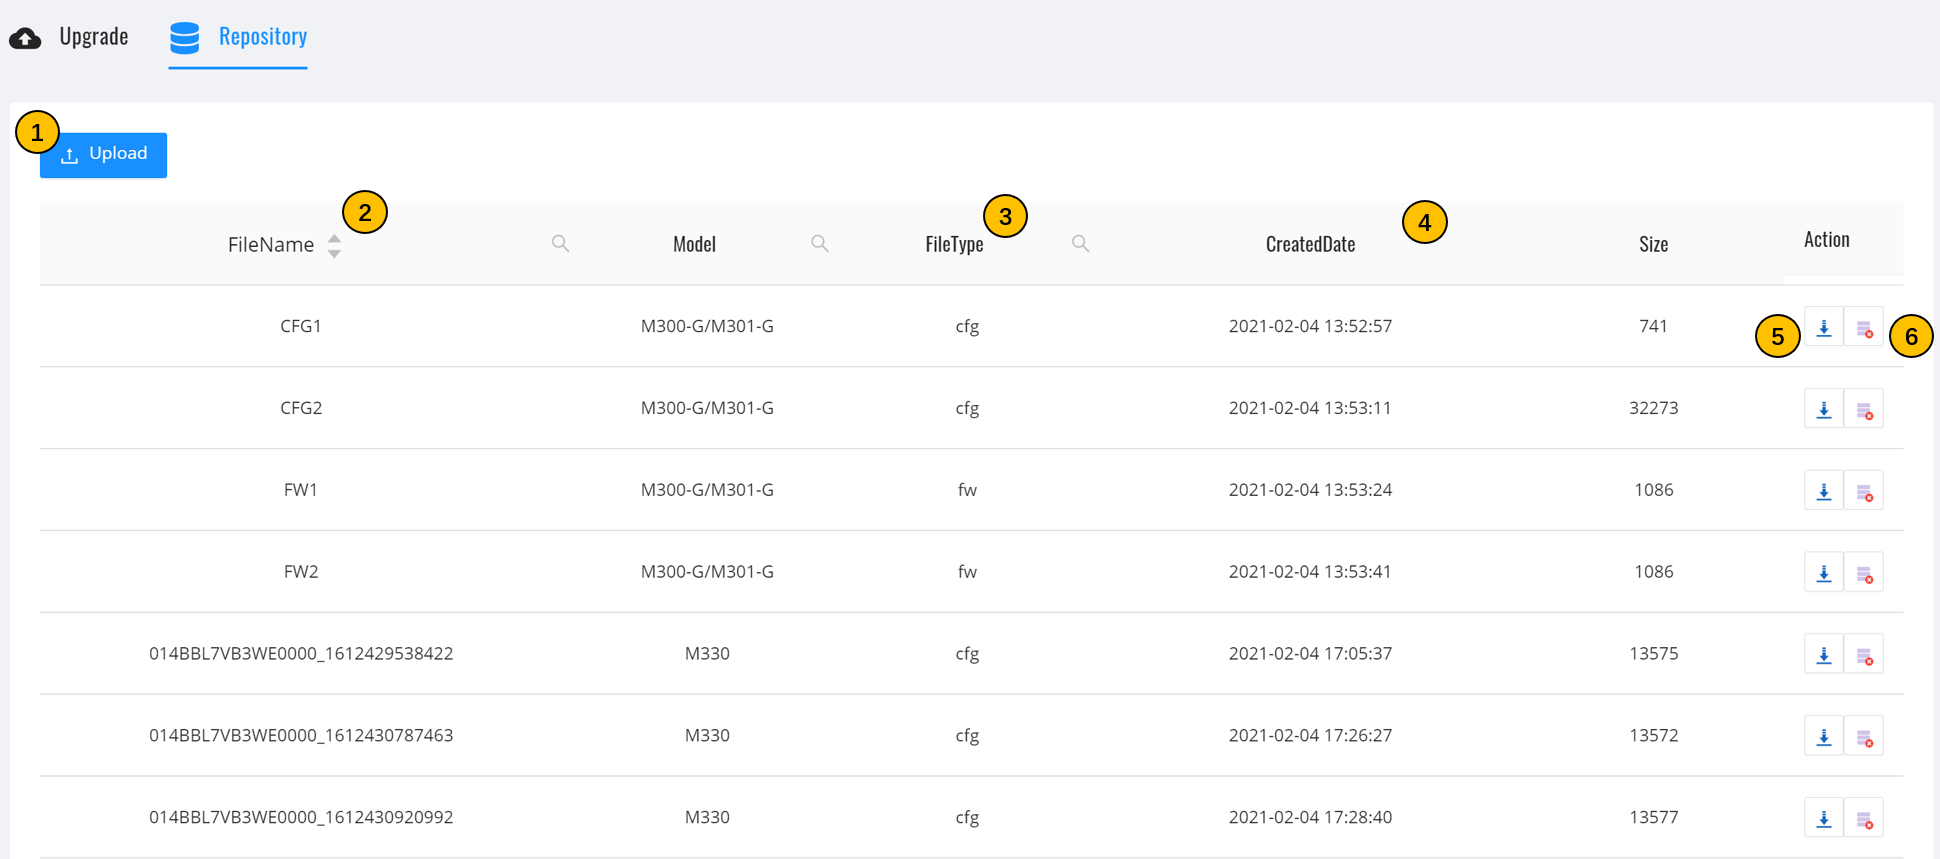 Upgrade Repository
1
Upload
2 3 4
FileName Model FileType CreatedDate Size Action
CFG1 M300-G/M301-G cfg 2021-02-04 13:52:57 741 5 6
CFG2 M300-G/M301-G cfg 2021-02-04 13:53:11 32273
FW1 M300-G/M301-G fw 2021-02-04 13:53:24 1086
FW2 M300-G/M301-G fw 2021-02-04 13:53:41 1086
014BBL7VB3WE0000_1612429538422 M330 cfg 2021-02-04 17:05:37 13575
014BBL7VB3WE0000_1612430787463 M330 cfg 2021-02-04 17:26:27 13572
014BBL7VB3WE0000_1612430920992 M330 cfg 2021-02-04 17:28:40 13577